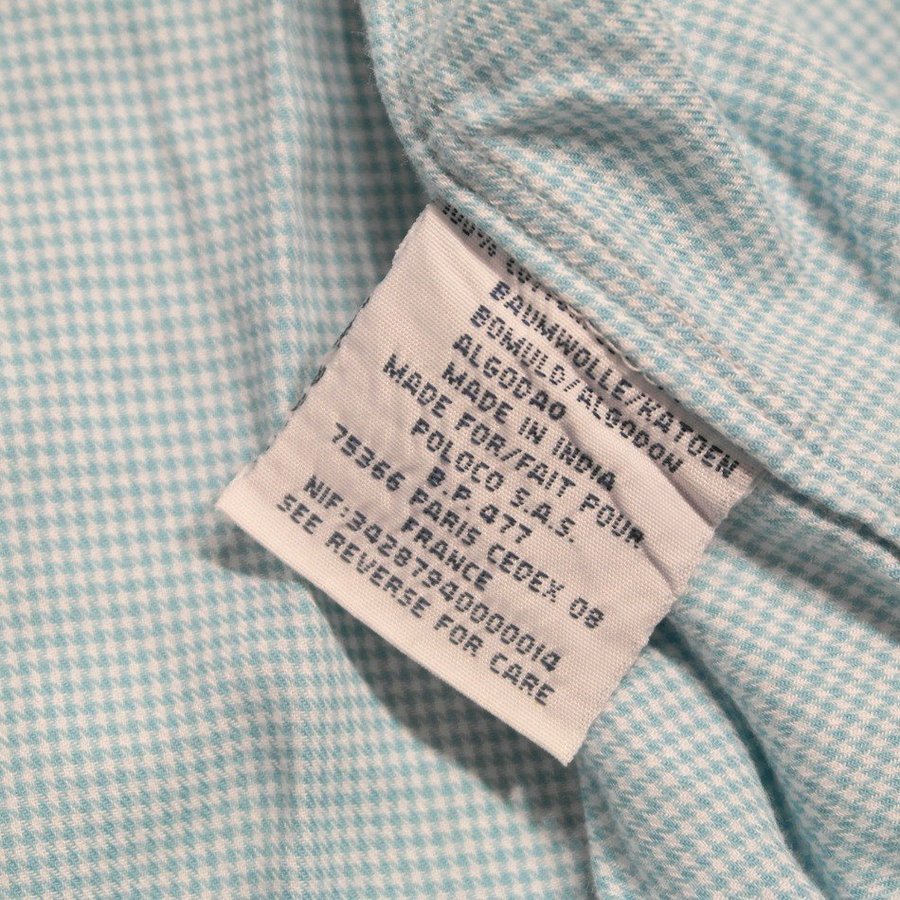 100%
BAUMWOLLE/KATOEN
BOMULD/ALGODON
ALGODAO
MADE IN INDIA
MADE FOR/FAIT POUR
POLOCO S.A.S.
B.P. 477
75366 PARIS CEDEX 08
FRANCE
NIF:34287940000014
SEE REVERSE FOR CARE